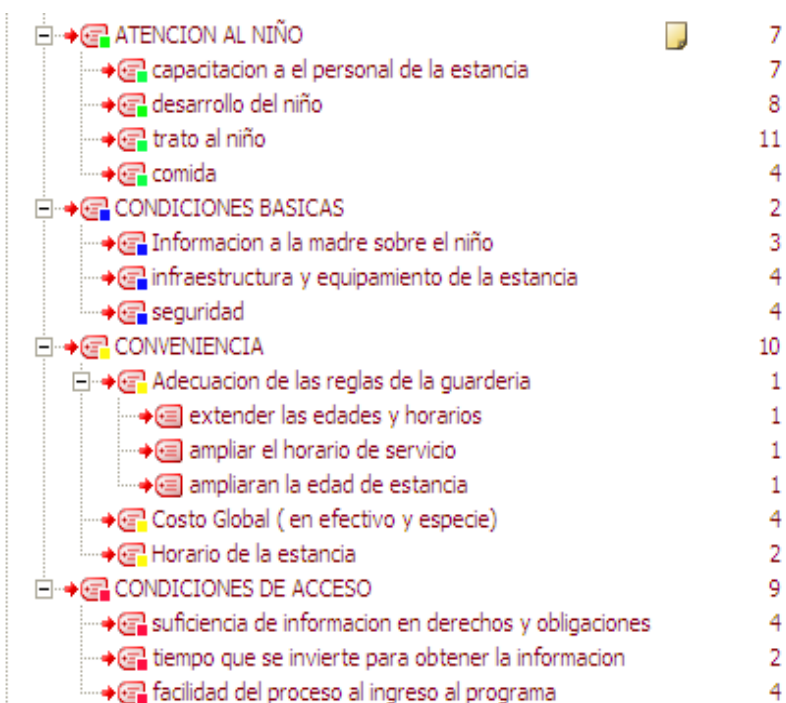 ATENCION AL NIÑO 7
capacitacion a el personal de la estancia 7
desarrollo del niño 8
trato al niño 11
comida 4
CONDICIONES BASICAS 2
Informacion a la madre sobre el niño 3
infraestructura y equipamiento de la estancia 4
seguridad 4
CONVENIENCIA 10
Adecuacion de las reglas de la guarderia 1
extender las edades y horarios 1
ampliar el horario de servicio 1
ampliaran la edad de estancia 1
Costo Global ( en efectivo y especie) 4
Horario de la estancia 2
CONDICIONES DE ACCESO 9
suficiencia de informacion en derechos y obligaciones 4
tiempo que se invierte para obtener la informacion 2
facilidad del proceso al ingreso al programa 4